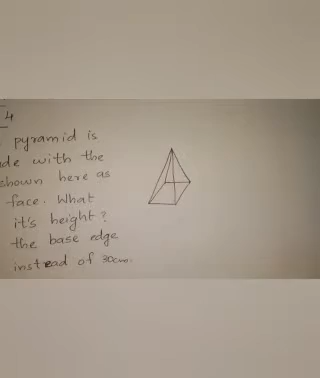 4
pyramid is
de with the
shown here as
face. What
it's height?
the base edge
instead of 30cm.